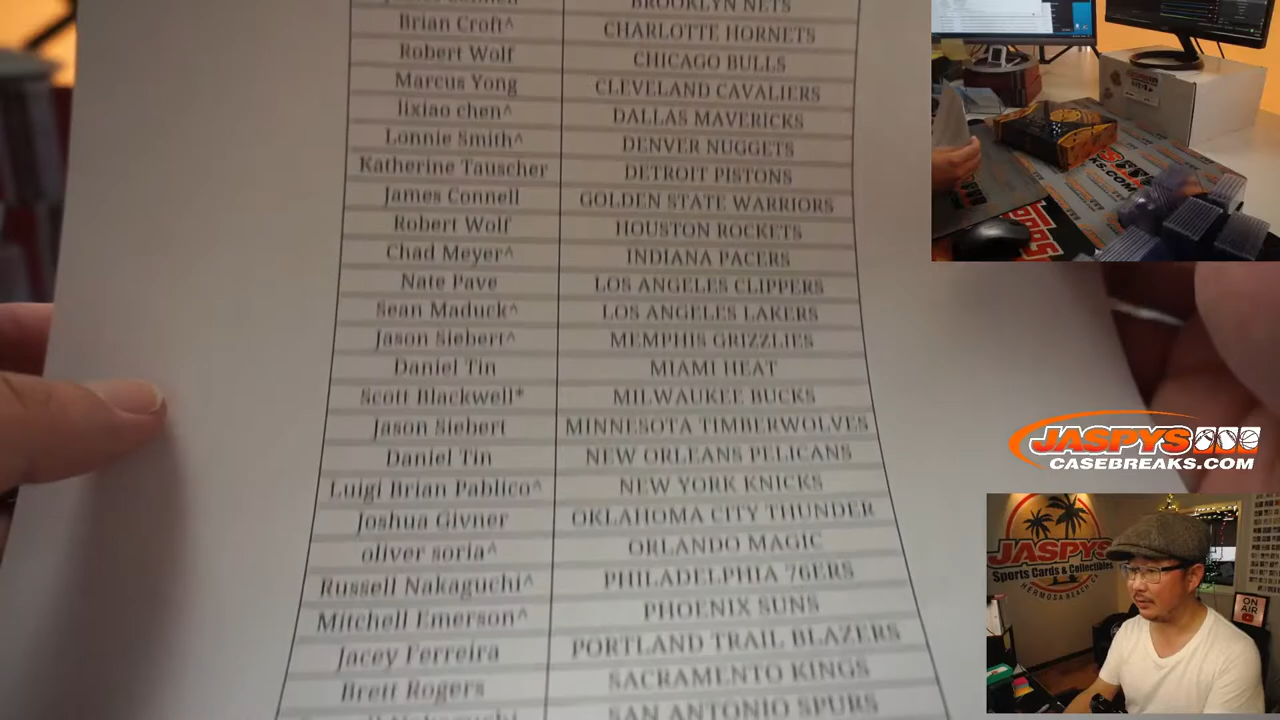 BROOKLYN NETS
Brian Croft^ CHARLOTTE HORNETS
Robert Wolf CHICAGO BULLS
Marcus Yong CLEVELAND CAVALIERS
lixiao chen^ DALLAS MAVERICKS
Lonnie Smith^ DENVER NUGGETS
Katherine Tauscher DETROIT PISTONS
James Connell GOLDEN STATE WARRIORS
Robert Wolf HOUSTON ROCKETS
Chad Meyer^ INDIANA PACERS
Nate Pave LOS ANGELES CLIPPERS
Sean Maduck^ LOS ANGELES LAKERS
Jason Siebert^ MEMPHIS GRIZZLIES
Daniel Tin MIAMI HEAT
Scott Blackwell* MILWAUKEE BUCKS
Jason Siebert MINNESOTA TIMBERWOLVES
Daniel Tin NEW ORLEANS PELICANS
Luigi Brian Pablico^ NEW YORK KNICKS
Joshua Givner OKLAHOMA CITY THUNDER
oliver soria^ ORLANDO MAGIC
Russell Nakaguchi^ PHILADELPHIA 76ERS
Mitchell Emerson^ PHOENIX SUNS
Jacey Ferreira PORTLAND TRAIL BLAZERS
Brett Rogers SACRAMENTO KINGS
SAN ANTONIO SPURS
JASPYS
CASEBREAKS.COM
JASPYS
Sports Cards & Collectibles
HERMOSA BEACH, CA
ON
AIR